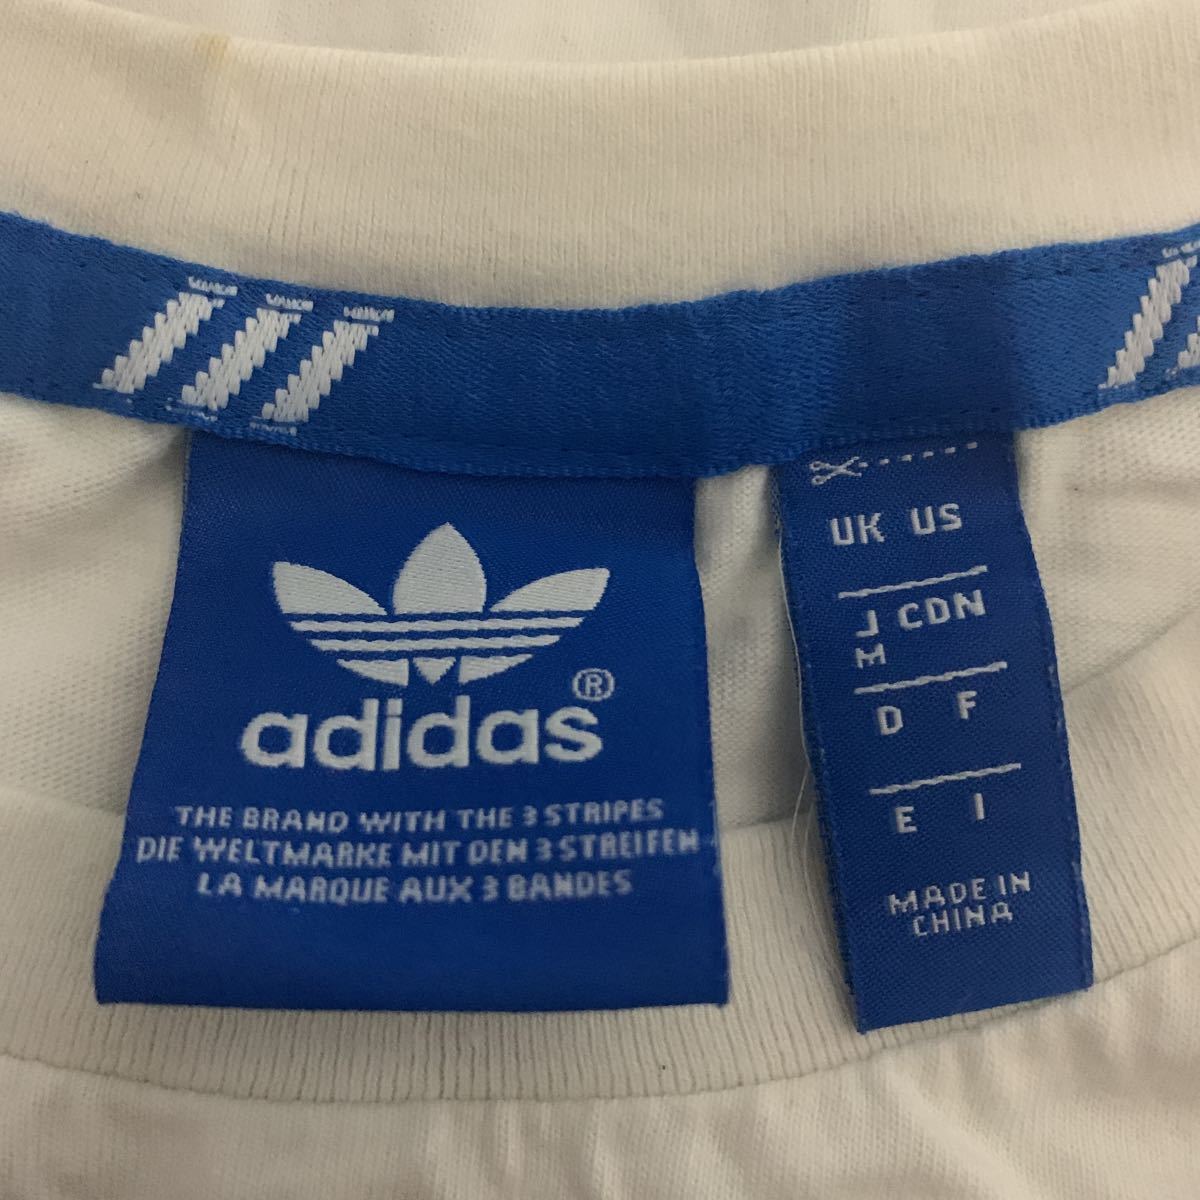 adidas®
THE BRAND WITH THE 3 STRIPES
DIE WELTMARKE MIT DEN 3 STREIFEN
LA MARQUE AUX 3 BANDES
UK US
J CDN
M
D F
E I
MADE IN
CHINA